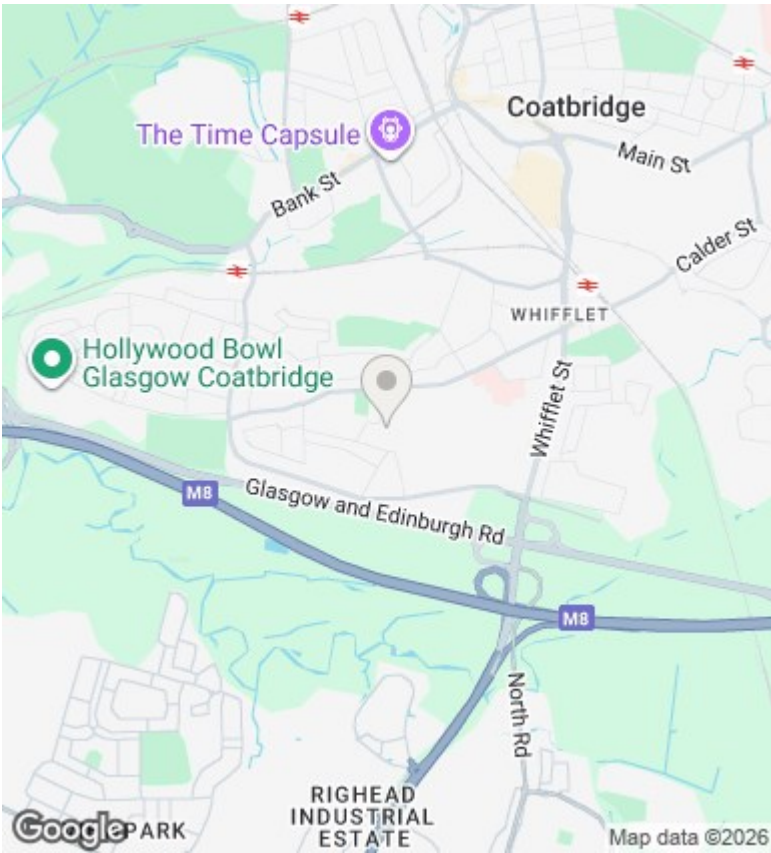 Coatbridge
The Time Capsule
Main St
Bank St
Calder St
WHIFFLET
Hollywood Bowl
Glasgow Coatbridge
Whifflet St
M8
Glasgow and Edinburgh Rd
M8
North Rd
RIGHEAD
INDUSTRIAL
ESTATE
Google
PARK
Map data ©2026